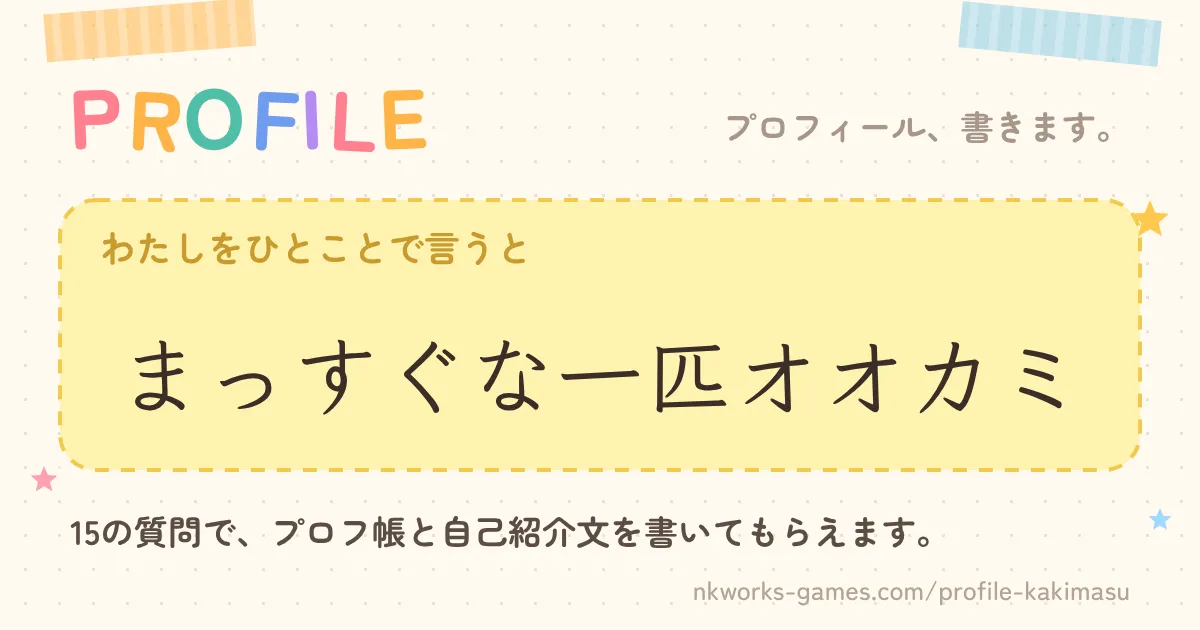 PROFILE
プロフィール、書きます。
わたしをひとことで言うと
まっすぐな一匹オオカミ
15の質問で、プロフ帳と自己紹介文を書いてもらえます。
nkworks-games.com/profile-kakimasu